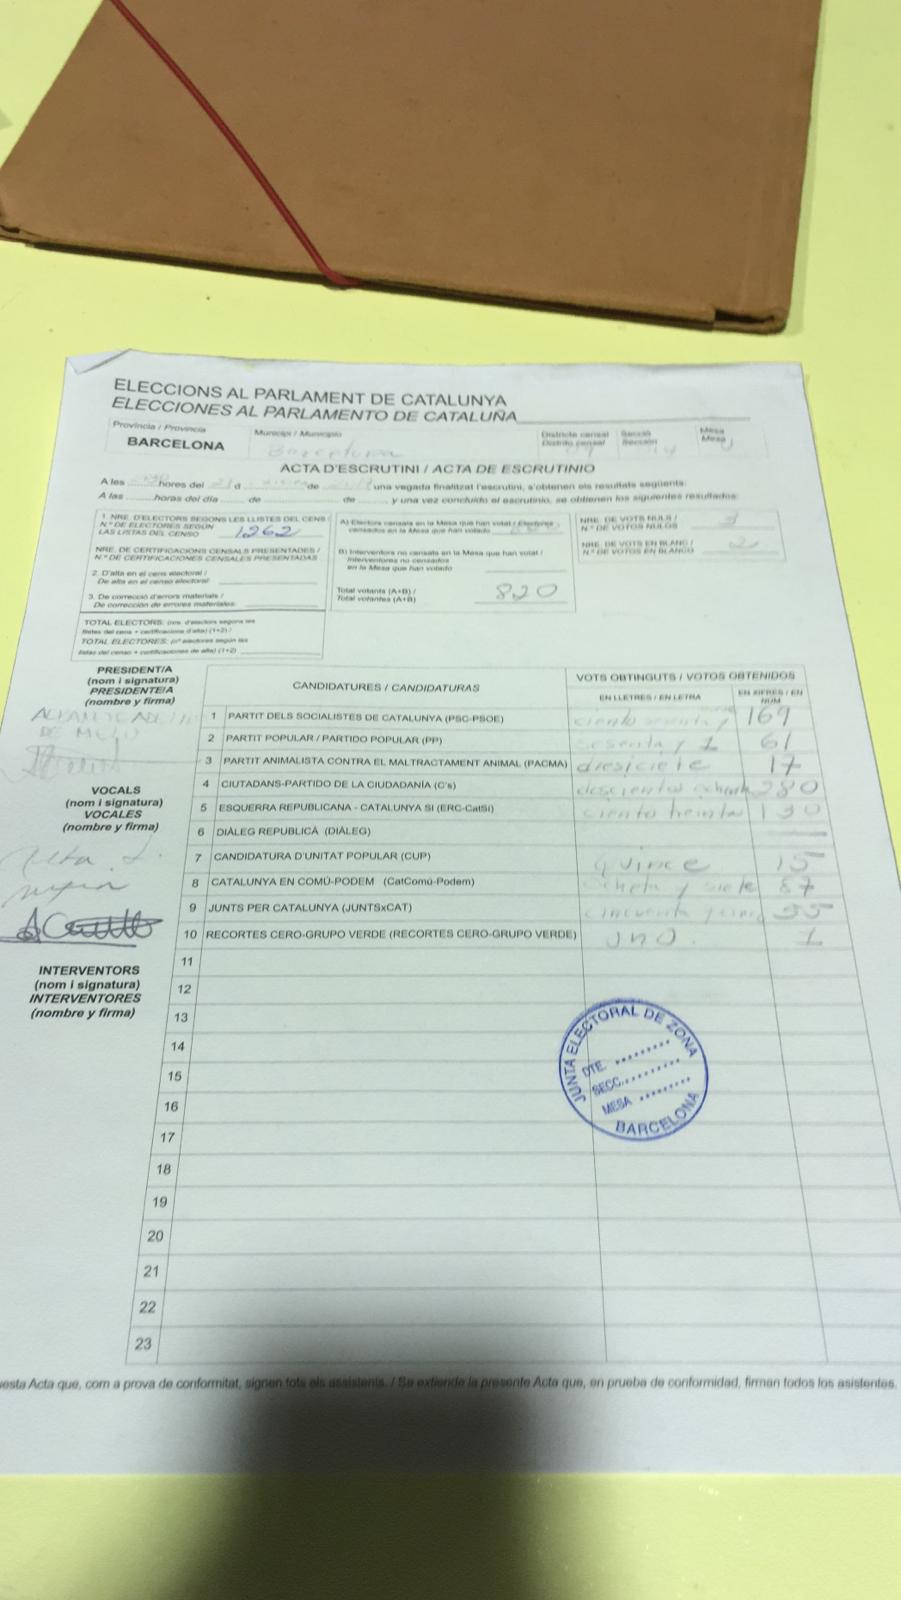 ELECCIONS AL PARLAMENT DE CATALUNYA
ELECCIONES AL PARLAMENTO DE CATALUÑA
Província / Provincia
BARCELONA
Municipi / Municipio
Barcelona
Districte censal
Distrito censal
Secció
Sección
Mesa
Mesa
ACTA D'ESCRUTINI / ACTA DE ESCRUTINIO
A les hores del d de una vegada finalitzat l'escrutini, s'obtenen els resultats següents:
A las ........ horas del día ...... de .................. de ........ y una vez concluido el escrutinio, se obtienen los siguientes resultados:
1. NRE. D'ELECTORS SEGONS LES LLISTES DEL CENS /
N.º DE ELECTORES SEGÚN
LAS LISTAS DEL CENSO 1262
NRE. DE CERTIFICACIONS CENSALS PRESENTADES /
N.º DE CERTIFICACIONES CENSALES PRESENTADAS
2. D'alta en el cens electoral /
De alta en el censo electoral:
3. De correcció d'errors materials /
De corrección de errores materiales:
TOTAL ELECTORS: (nre. d'electors segons les
llistes del cens + certificacions d'alta) (1+2) /
TOTAL ELECTORES: (nº electores según las
listas del censo + certificaciones de alta) (1+2)
A) Electors censats en la Mesa que han votat / Electores
censados en la Mesa que han votado
B) Interventors no censats en la Mesa que han votat /
Interventores no censados
en la Mesa que han votado
Total votants (A+B) /
Total votantes (A+B) 820
NRE. DE VOTS NULS /
N.º DE VOTOS NULOS 3
NRE. DE VOTS EN BLANC /
N.º DE VOTOS EN BLANCO 2
PRESIDENT/A
(nom i signatura)
PRESIDENTE/A
(nombre y firma)
DE MELO
VOCALS
(nom i signatura)
VOCALES
(nombre y firma)
INTERVENTORS
(nom i signatura)
INTERVENTORES
(nombre y firma)
CANDIDATURES / CANDIDATURAS
VOTS OBTINGUTS / VOTOS OBTENIDOS
EN LLETRES / EN LETRA
EN XIFRES / EN NUM
1 PARTIT DELS SOCIALISTES DE CATALUNYA (PSC-PSOE) ciento sesenta y 169
2 PARTIT POPULAR / PARTIDO POPULAR (PP) sesenta y 1 61
3 PARTIT ANIMALISTA CONTRA EL MALTRACTAMENT ANIMAL (PACMA) diesiciete 17
4 CIUTADANS-PARTIDO DE LA CIUDADANÍA (C's) doscientos ochenta 280
5 ESQUERRA REPUBLICANA - CATALUNYA SI (ERC-CatSí) ciento treinta 130
6 DIÀLEG REPUBLICÀ (DIÀLEG)
7 CANDIDATURA D'UNITAT POPULAR (CUP) quince 15
8 CATALUNYA EN COMÚ-PODEM (CatComú-Podem) ocheta y siete 87
9 JUNTS PER CATALUNYA (JUNTSxCAT) cincuenta y cinco 55
10 RECORTES CERO-GRUPO VERDE (RECORTES CERO-GRUPO VERDE) uno. 1
11
12
13
14
15
16
17
18
19
20
21
22
23
JUNTA ELECTORAL DE ZONA
DTE. .........
SECC..........
MESA .........
BARCELONA
esta Acta que, com a prova de conformitat, signen tots els assistents. / Se extiende la presente Acta que, en prueba de conformidad, firman todos los asistentes.